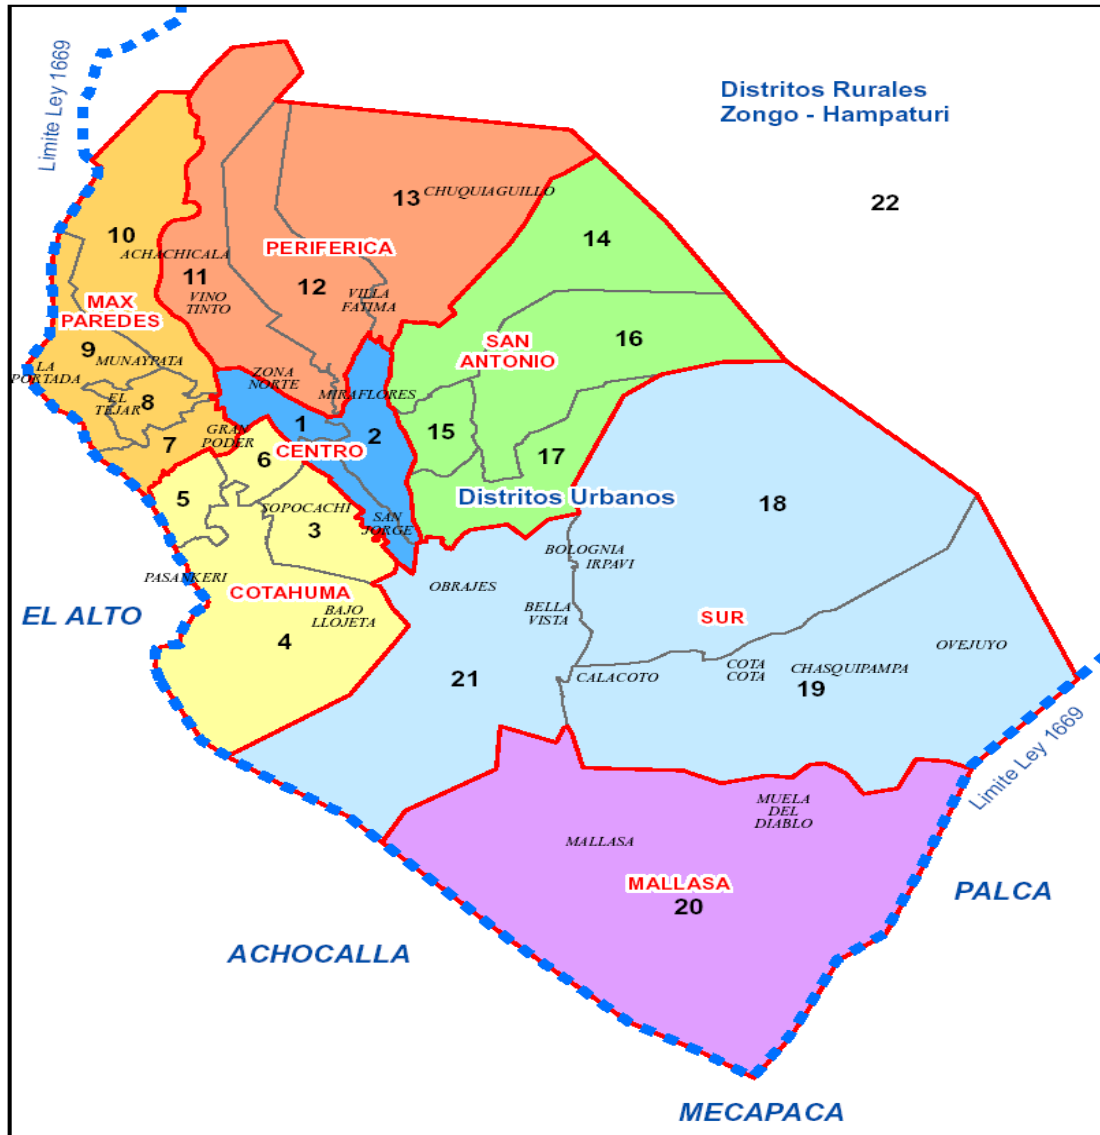 Limite Ley 1669
Distritos Rurales
Zongo - Hampaturi
22
13
CHUQUIAGUILLO
14
10
ACHACHICALA
PERIFERICA
11
VINO
TINTO
12
VILLA
FATIMA
MAX
PAREDES
SAN
ANTONIO
16
9
MUNAYPATA
LA
PORTADA
ZONA
NORTE
MIRAFLORES
EL
TEJAR
8
7
GRAN
PODER
1
2
15
CENTRO
6
17
5
Distritos Urbanos
SOPOCACHI
3
SAN
JORGE
18
BOLOGNIA
IRPAVI
PASANKERI
COTAHUMA
OBRAJES
EL ALTO
BAJO
LLOJETA
BELLA
VISTA
SUR
4
OVEJUYO
21
CALACOTO
COTA
COTA
CHASQUIPAMPA
19
Limite Ley 1669
MUELA
DEL
DIABLO
MALLASA
MALLASA
20
PALCA
ACHOCALLA
MECAPACA